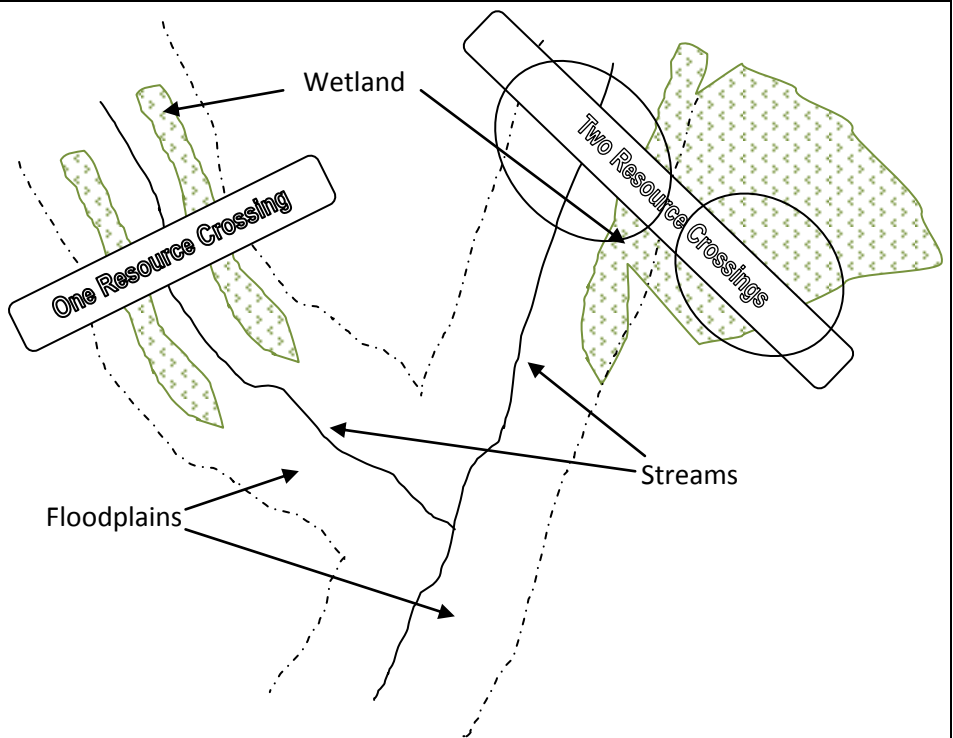 Wetland
Two Resource Crossings
One Resource Crossing
Streams
Floodplains